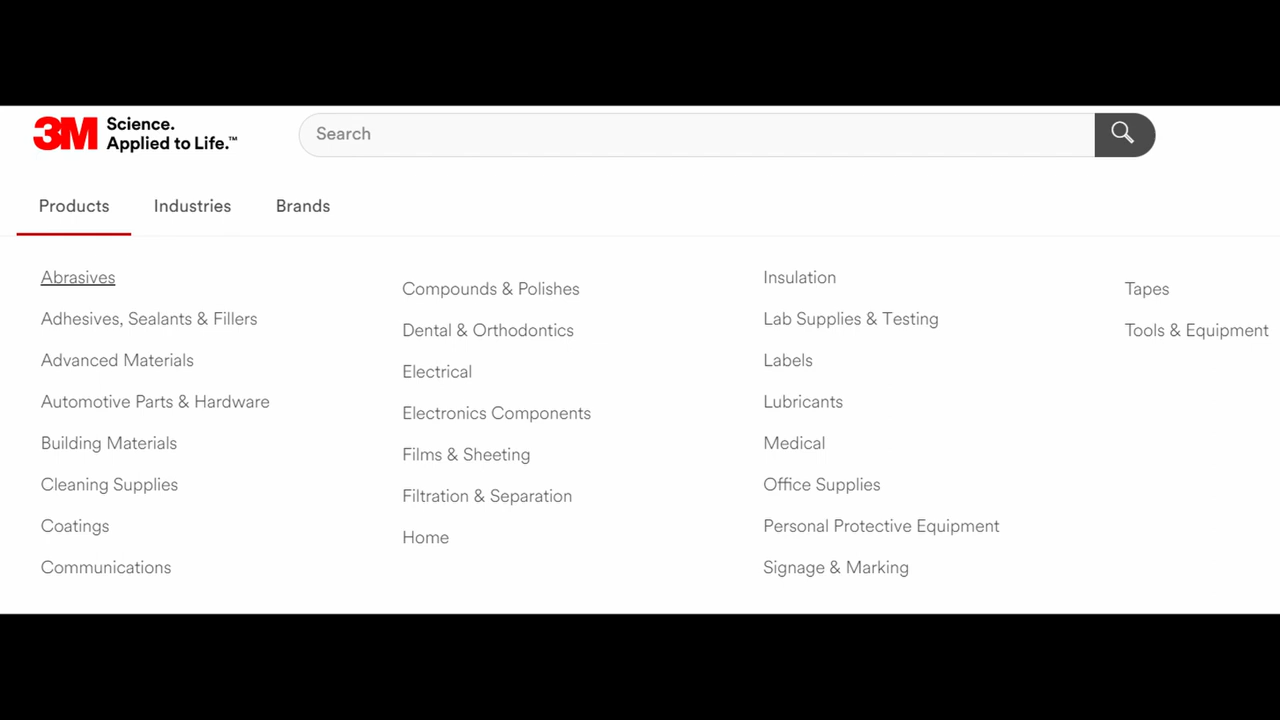 3M Science.
Applied to Life.™
Search
Products Industries Brands
Abrasives
Adhesives, Sealants & Fillers
Advanced Materials
Automotive Parts & Hardware
Building Materials
Cleaning Supplies
Coatings
Communications
Compounds & Polishes
Dental & Orthodontics
Electrical
Electronics Components
Films & Sheeting
Filtration & Separation
Home
Insulation
Lab Supplies & Testing
Labels
Lubricants
Medical
Office Supplies
Personal Protective Equipment
Signage & Marking
Tapes
Tools & Equipment